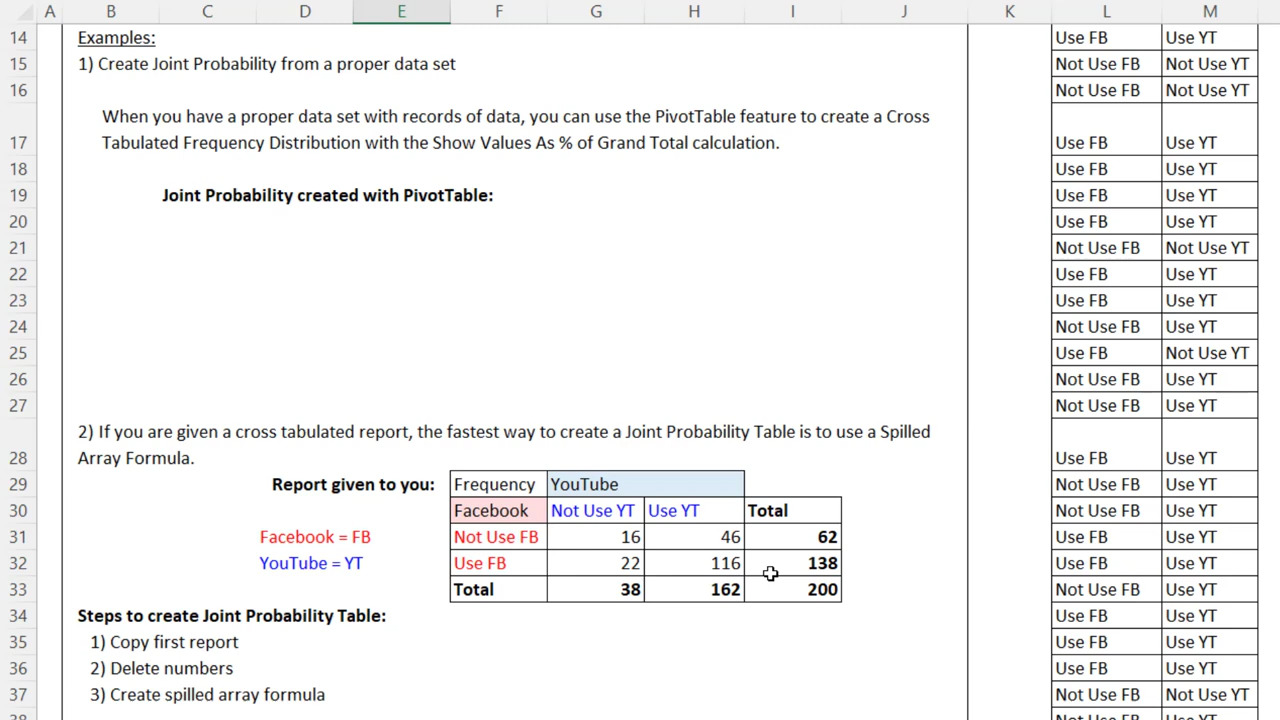 A B C D E F G H I J K L M
14 Examples: Use FB Use YT
15 1) Create Joint Probability from a proper data set Not Use FB Use YT
16 Not Use FB Not Use YT
When you have a proper data set with records of data, you can use the PivotTable feature to create a Cross
17 Tabulated Frequency Distribution with the Show Values As % of Grand Total calculation. Use FB Use YT
18 Use FB Use YT
19 Joint Probability created with PivotTable: Use FB Use YT
20 Use FB Use YT
21 Not Use FB Not Use YT
22 Use FB Use YT
23 Use FB Use YT
24 Not Use FB Use YT
25 Use FB Not Use YT
26 Not Use FB Use YT
27 Not Use FB Use YT
2) If you are given a cross tabulated report, the fastest way to create a Joint Probability Table is to use a Spilled
28 Array Formula. Use FB Use YT
29 Report given to you: Frequency YouTube Not Use FB Use YT
30 Facebook Not Use YT Use YT Total Not Use FB Use YT
31 Facebook = FB Not Use FB 16 46 62 Use FB Use YT
32 YouTube = YT Use FB 22 116 138 Use FB Use YT
33 Total 38 162 200 Not Use FB Use YT
34 Steps to create Joint Probability Table: Use FB Use YT
35 1) Copy first report Use FB Use YT
36 2) Delete numbers Use FB Use YT
37 3) Create spilled array formula Not Use FB Not Use YT
38 Not Use FB Use YT